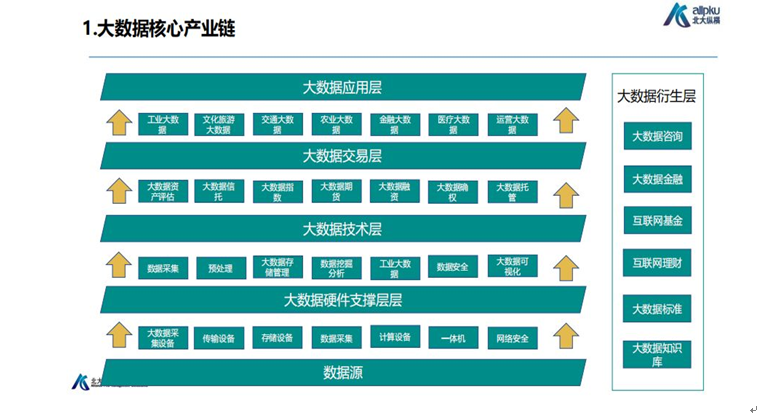 1.大数据核心产业链
allpku
北大纵横
大数据应用层
工业大数
据
文化旅游
大数据
交通大数
据
农业大数
据
金融大数
据
医疗大数
据
运营大数
据
大数据交易层
大数据资
产评估
大数据信
托
大数据指
数
大数据期
货
大数据融
资
大数据确
权
大数据托
管
大数据技术层
数据采集
预处理
大数据存
储管理
数据挖掘
分析
工业大数
据
数据安全
大数据可
视化
大数据硬件支撑层层
大数据采
集设备
传输设备
存储设备
数据采集
计算设备
一体机
网络安全
数据源
大数据衍生层
大数据咨询
大数据金融
互联网基金
互联网理财
大数据标准
大数据知识
库